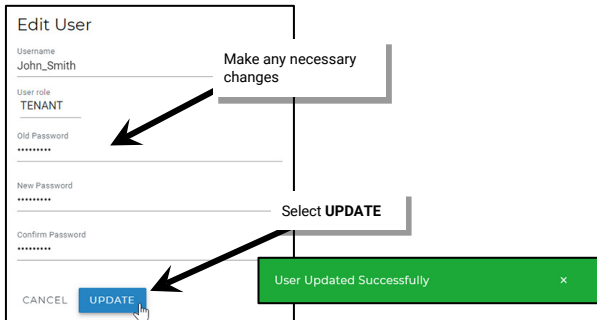 Edit User
Username
John_Smith
Make any necessary
changes
User role
TENANT
Old Password
•••••••••
New Password
•••••••••
Select UPDATE
Confirm Password
•••••••••
User Updated Successfully ×
CANCEL UPDATE